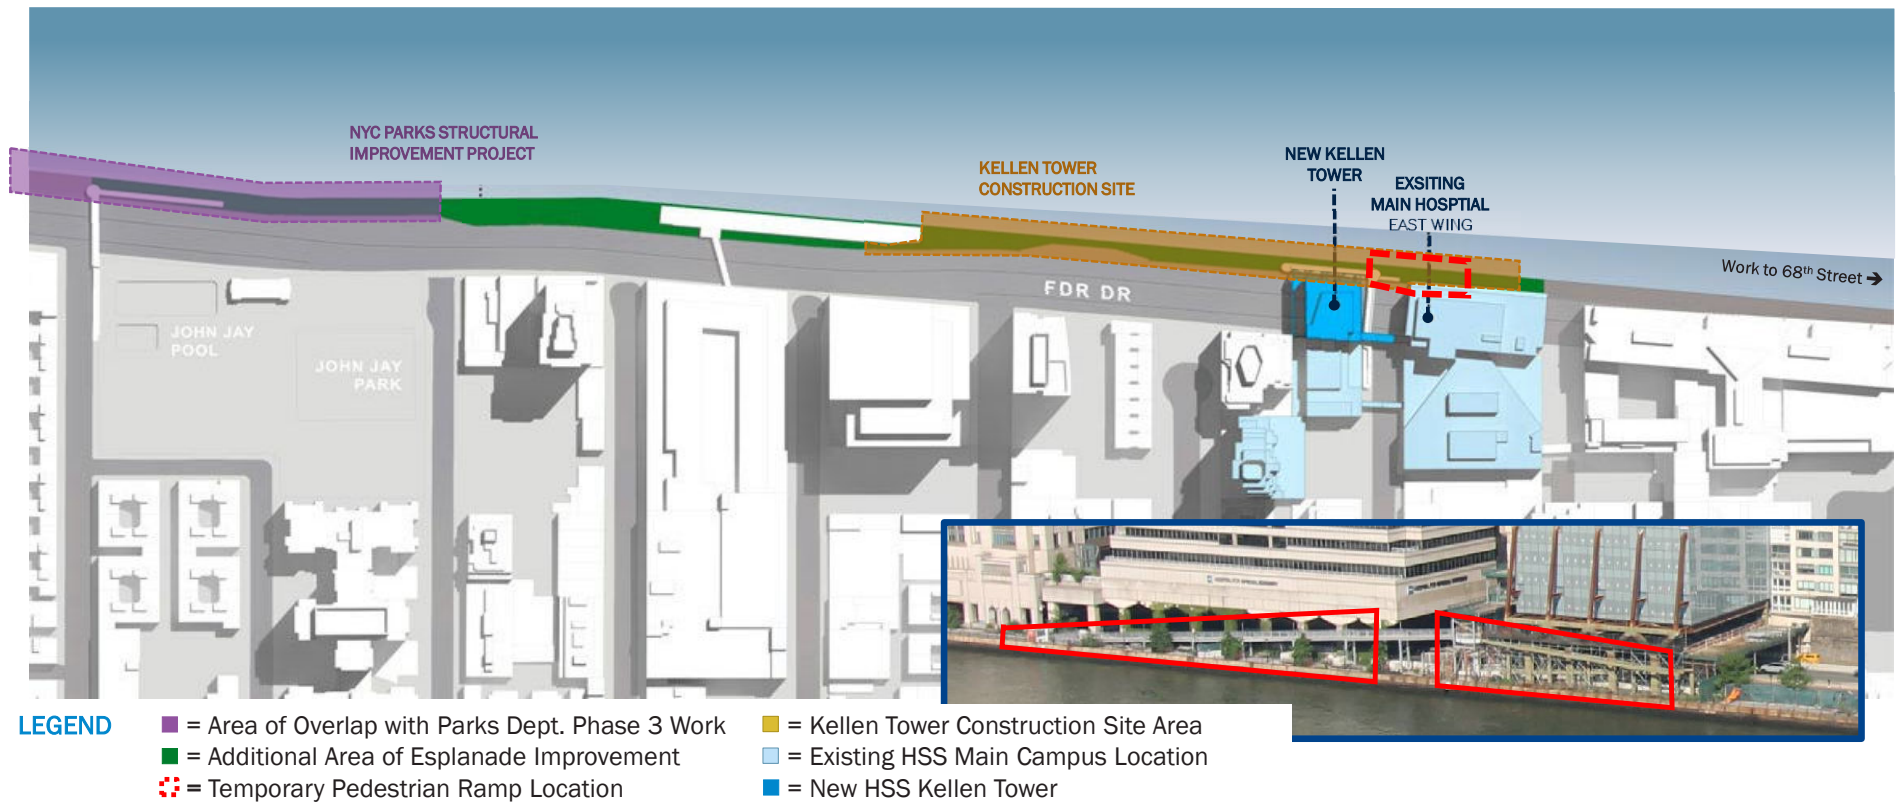 NYC PARKS STRUCTURAL
IMPROVEMENT PROJECT
KELLEN TOWER
CONSTRUCTION SITE
NEW KELLEN
TOWER
EXSITING
MAIN HOSPTIAL
EAST WING
Work to 68th Street ➔
FDR DR
JOHN JAY
POOL
JOHN JAY
PARK
LEGEND
= Area of Overlap with Parks Dept. Phase 3 Work
= Additional Area of Esplanade Improvement
= Temporary Pedestrian Ramp Location
= Kellen Tower Construction Site Area
= Existing HSS Main Campus Location
= New HSS Kellen Tower